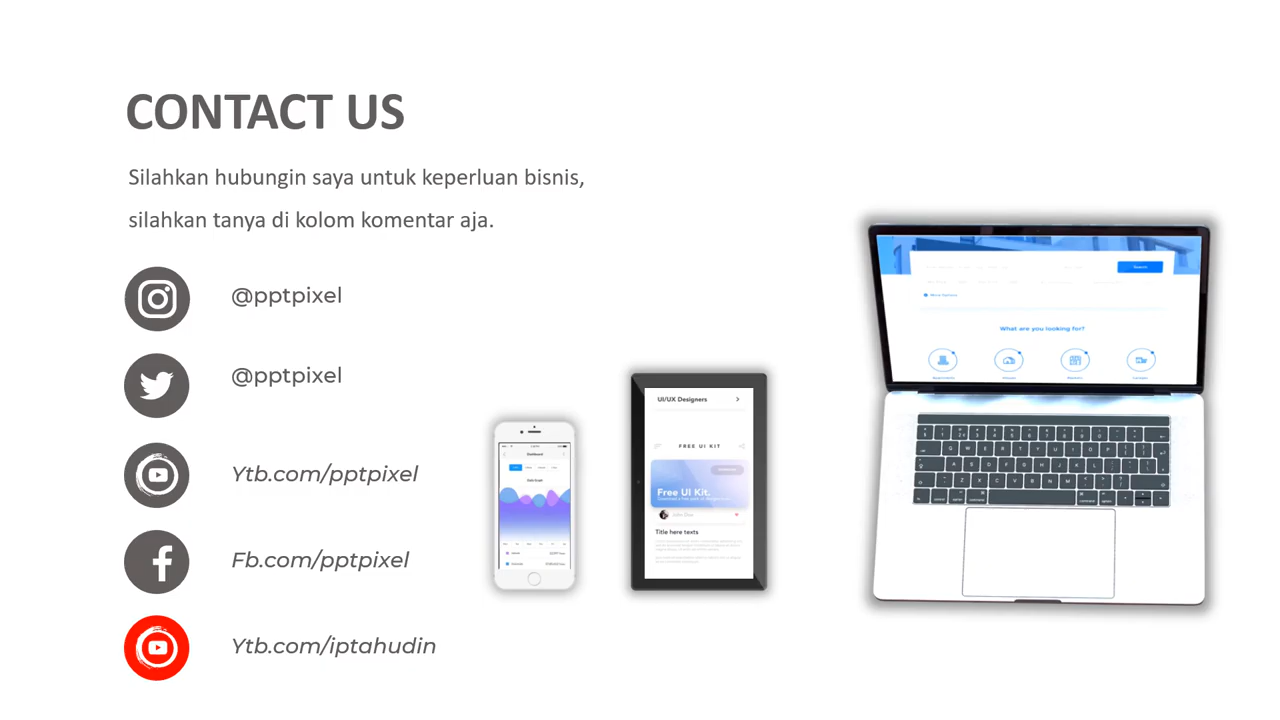 CONTACT US
Silahkan hubungin saya untuk keperluan bisnis,
silahkan tanya di kolom komentar aja.
@pptpixel
@pptpixel
Ytb.com/pptpixel
Fb.com/pptpixel
Ytb.com/iptahudin
Dashboard
UI/UX Designers
FREE UI KIT
Free UI Kit.
John Doe
Title here texts
What are you looking for?